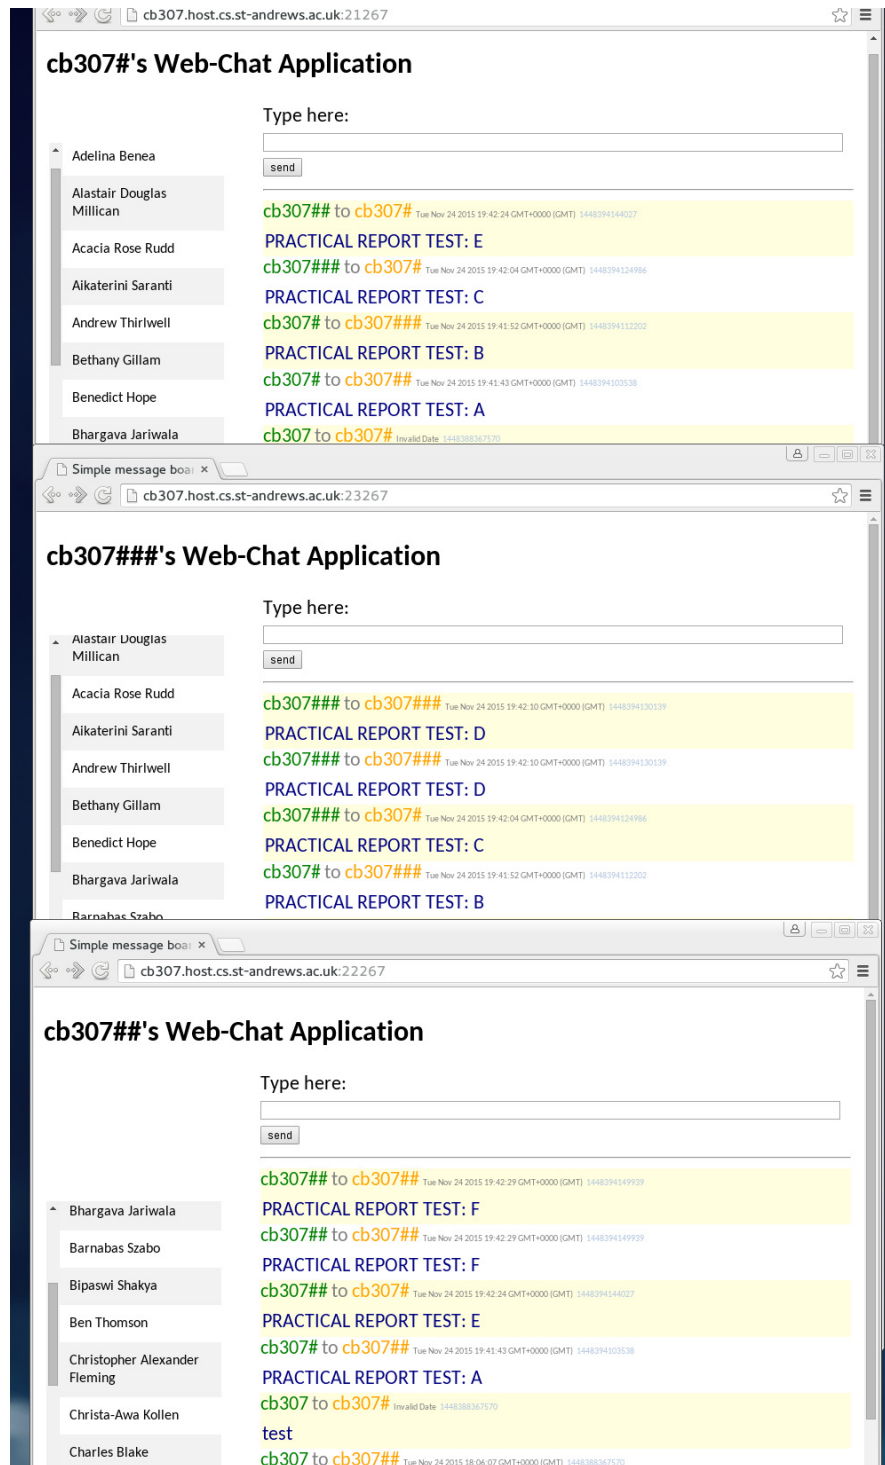 cb307.host.cs.st-andrews.ac.uk:21267
cb307#'s Web-Chat Application
Type here:
send
Adelina Benea
Alastair Douglas
Millican
Acacia Rose Rudd
Aikaterini Saranti
Andrew Thirlwell
Bethany Gillam
Benedict Hope
Bhargava Jariwala
cb307## to cb307# Tue Nov 24 2015 19:42:24 GMT+0000 (GMT) 1448394144027
PRACTICAL REPORT TEST: E
cb307### to cb307# Tue Nov 24 2015 19:42:04 GMT+0000 (GMT) 1448394124986
PRACTICAL REPORT TEST: C
cb307# to cb307### Tue Nov 24 2015 19:41:52 GMT+0000 (GMT) 1448394112202
PRACTICAL REPORT TEST: B
cb307# to cb307## Tue Nov 24 2015 19:41:43 GMT+0000 (GMT) 1448394103538
PRACTICAL REPORT TEST: A
cb307 to cb307# Invalid Date 1448388367570
Simple message boa
cb307.host.cs.st-andrews.ac.uk:23267
cb307###'s Web-Chat Application
Type here:
send
Alastair Douglas
Millican
Acacia Rose Rudd
Aikaterini Saranti
Andrew Thirlwell
Bethany Gillam
Benedict Hope
Bhargava Jariwala
Barnabas Szabo
cb307### to cb307### Tue Nov 24 2015 19:42:10 GMT+0000 (GMT) 1448394130139
PRACTICAL REPORT TEST: D
cb307### to cb307### Tue Nov 24 2015 19:42:10 GMT+0000 (GMT) 1448394130139
PRACTICAL REPORT TEST: D
cb307### to cb307# Tue Nov 24 2015 19:42:04 GMT+0000 (GMT) 1448394124986
PRACTICAL REPORT TEST: C
cb307# to cb307### Tue Nov 24 2015 19:41:52 GMT+0000 (GMT) 1448394112202
PRACTICAL REPORT TEST: B
Simple message boa
cb307.host.cs.st-andrews.ac.uk:22267
cb307##'s Web-Chat Application
Type here:
send
Bhargava Jariwala
Barnabas Szabo
Bipaswi Shakya
Ben Thomson
Christopher Alexander
Fleming
Christa-Awa Kollen
Charles Blake
cb307## to cb307## Tue Nov 24 2015 19:42:29 GMT+0000 (GMT) 1448394149939
PRACTICAL REPORT TEST: F
cb307## to cb307## Tue Nov 24 2015 19:42:29 GMT+0000 (GMT) 1448394149939
PRACTICAL REPORT TEST: F
cb307## to cb307# Tue Nov 24 2015 19:42:24 GMT+0000 (GMT) 1448394144027
PRACTICAL REPORT TEST: E
cb307# to cb307## Tue Nov 24 2015 19:41:43 GMT+0000 (GMT) 1448394103538
PRACTICAL REPORT TEST: A
cb307 to cb307# Invalid Date 1448388367570
test
cb307 to cb307## Tue Nov 24 2015 18:06:07 GMT+0000 (GMT) 1448388367570